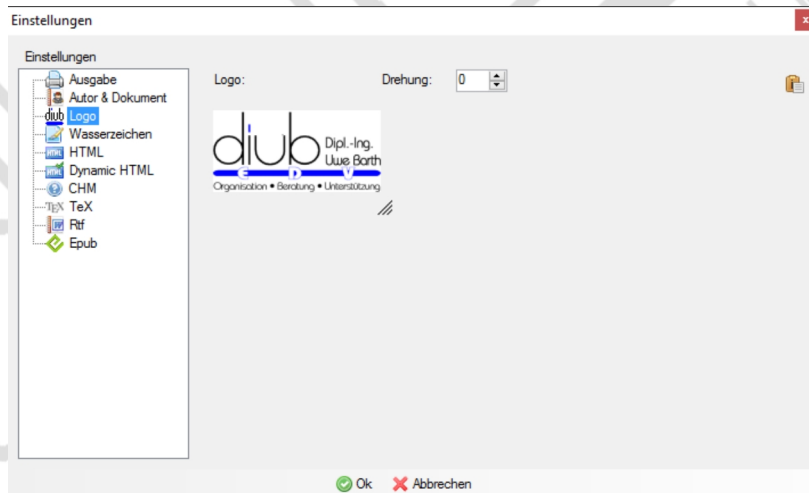 Einstellungen
x
Einstellungen
Ausgabe
Autor & Dokument
diub Logo
Wasserzeichen
HTML HTML
HTML Dynamic HTML
CHM
TEX TeX
W Rtf
Epub
Logo: Drehung: 0
diub Dipl.-Ing.
Uwe Barth
E D V
Organisation • Beratung • Unterstützung
Ok Abbrechen